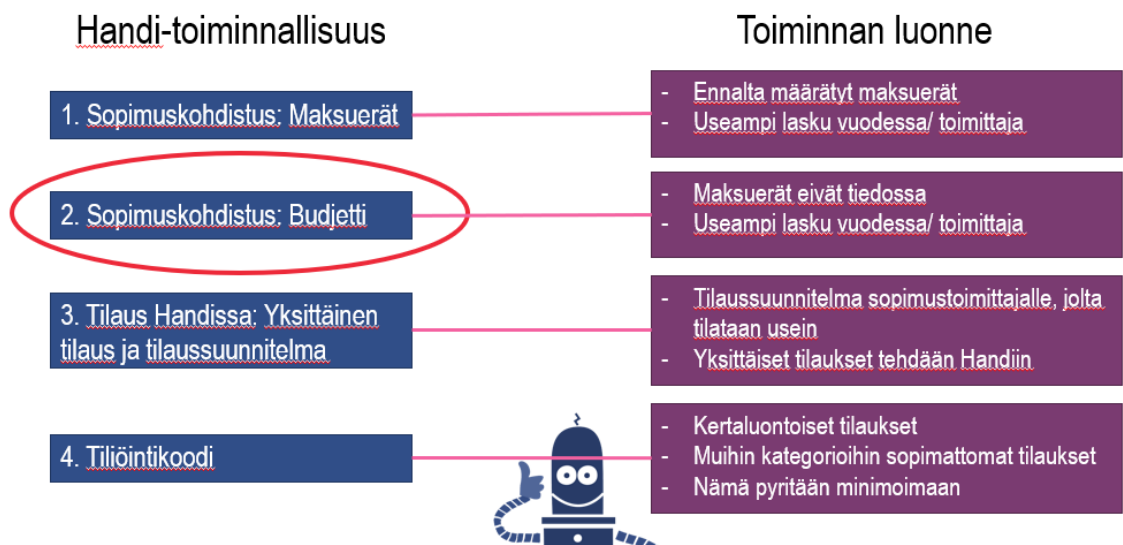 Handi-toiminnallisuus
Toiminnan luonne
1. Sopimuskohdistus: Maksuerät
- Ennalta määrätyt maksuerät
- Useampi lasku vuodessa/ toimittaja
2. Sopimuskohdistus: Budjetti
- Maksuerät eivät tiedossa
- Useampi lasku vuodessa/ toimittaja
3. Tilaus Handissa: Yksittäinen
tilaus ja tilaussuunnitelma
- Tilaussuunnitelma sopimustoimittajalle, jolta
tilataan usein
- Yksittäiset tilaukset tehdään Handiin
4. Tiliöintikoodi
- Kertaluontoiset tilaukset
- Muihin kategorioihin sopimattomat tilaukset
- Nämä pyritään minimoimaan